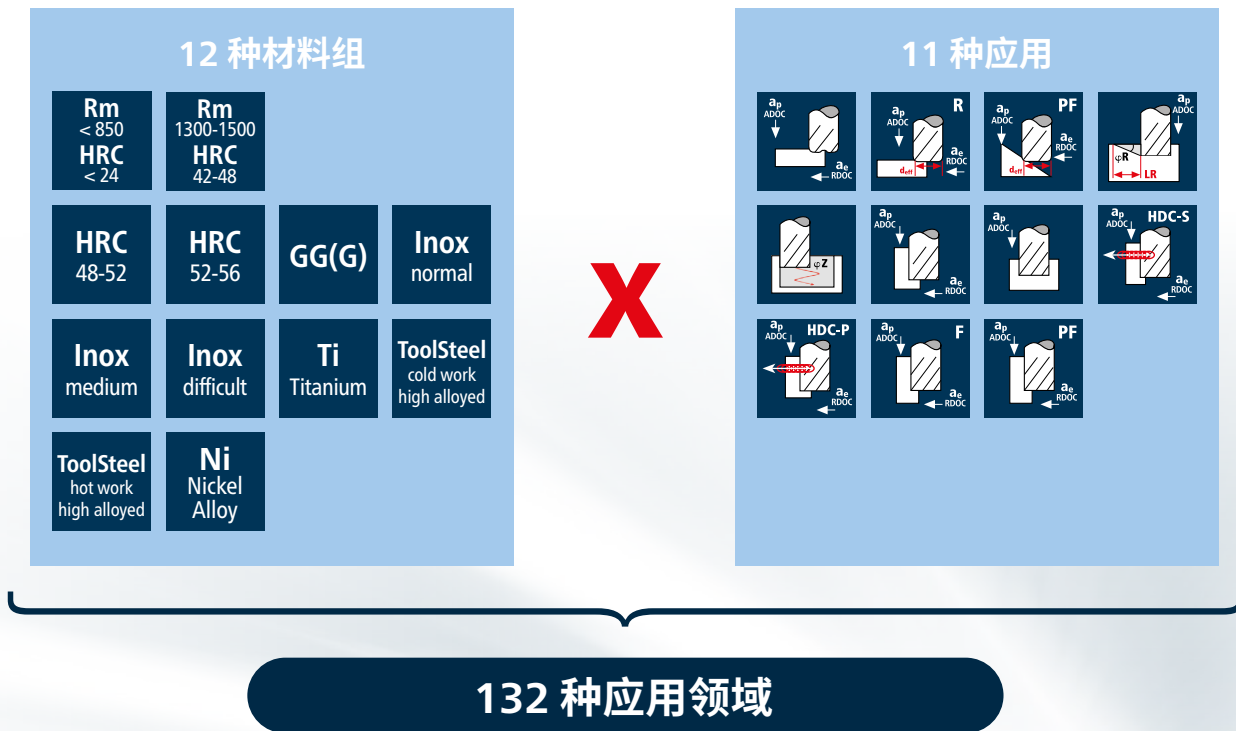 12 种材料组
Rm
< 850
HRC
< 24
Rm
1300-1500
HRC
42-48
HRC
48-52
HRC
52-56
GG(G)
Inox
normal
Inox
medium
Inox
difficult
Ti
Titanium
ToolSteel
cold work
high alloyed
ToolSteel
hot work
high alloyed
Ni
Nickel
Alloy
X
11 种应用
ap
ADOC
ae
RDOC
R
ap
ADOC
ae
RDOC
deff
PF
ap
ADOC
ae
RDOC
deff
ap
ADOC
φR
LR
φZ
ap
ADOC
ae
RDOC
ap
ADOC
HDC-S
ap
ADOC
ae
RDOC
HDC-P
ap
ADOC
ae
RDOC
F
ap
ADOC
ae
RDOC
PF
ap
ADOC
ae
RDOC
132 种应用领域